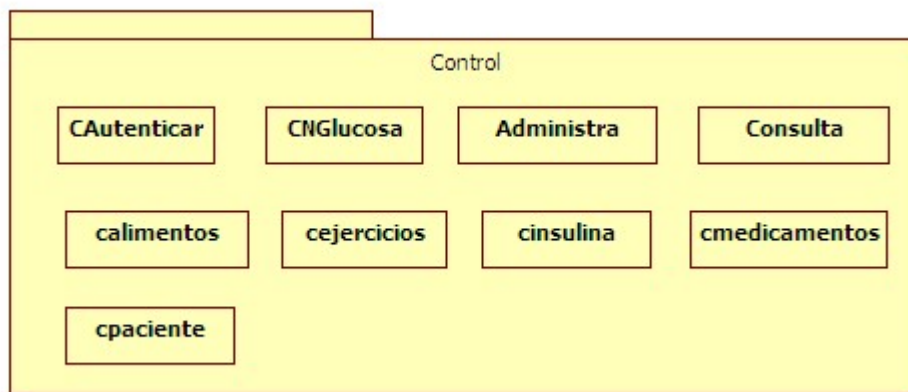 Control
CAutenticar
CNGlucosa
Administra
Consulta
calimentos
cejercicios
cinsulina
cmedicamentos
cpaciente